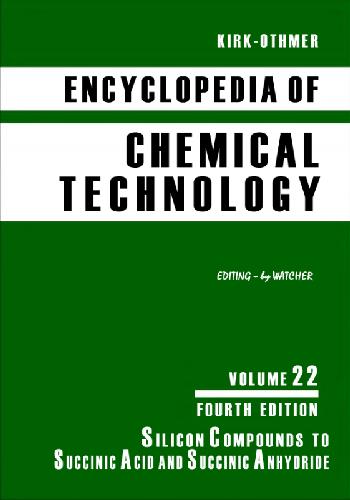 KIRK-OTHMER
ENCYCLOPEDIA OF
CHEMICAL
TECHNOLOGY
EDITING - by WATCHER
VOLUME 22
FOURTH EDITION
SILICON COMPOUNDS TO
SUCCINIC ACID AND SUCCINIC ANHYDRIDE